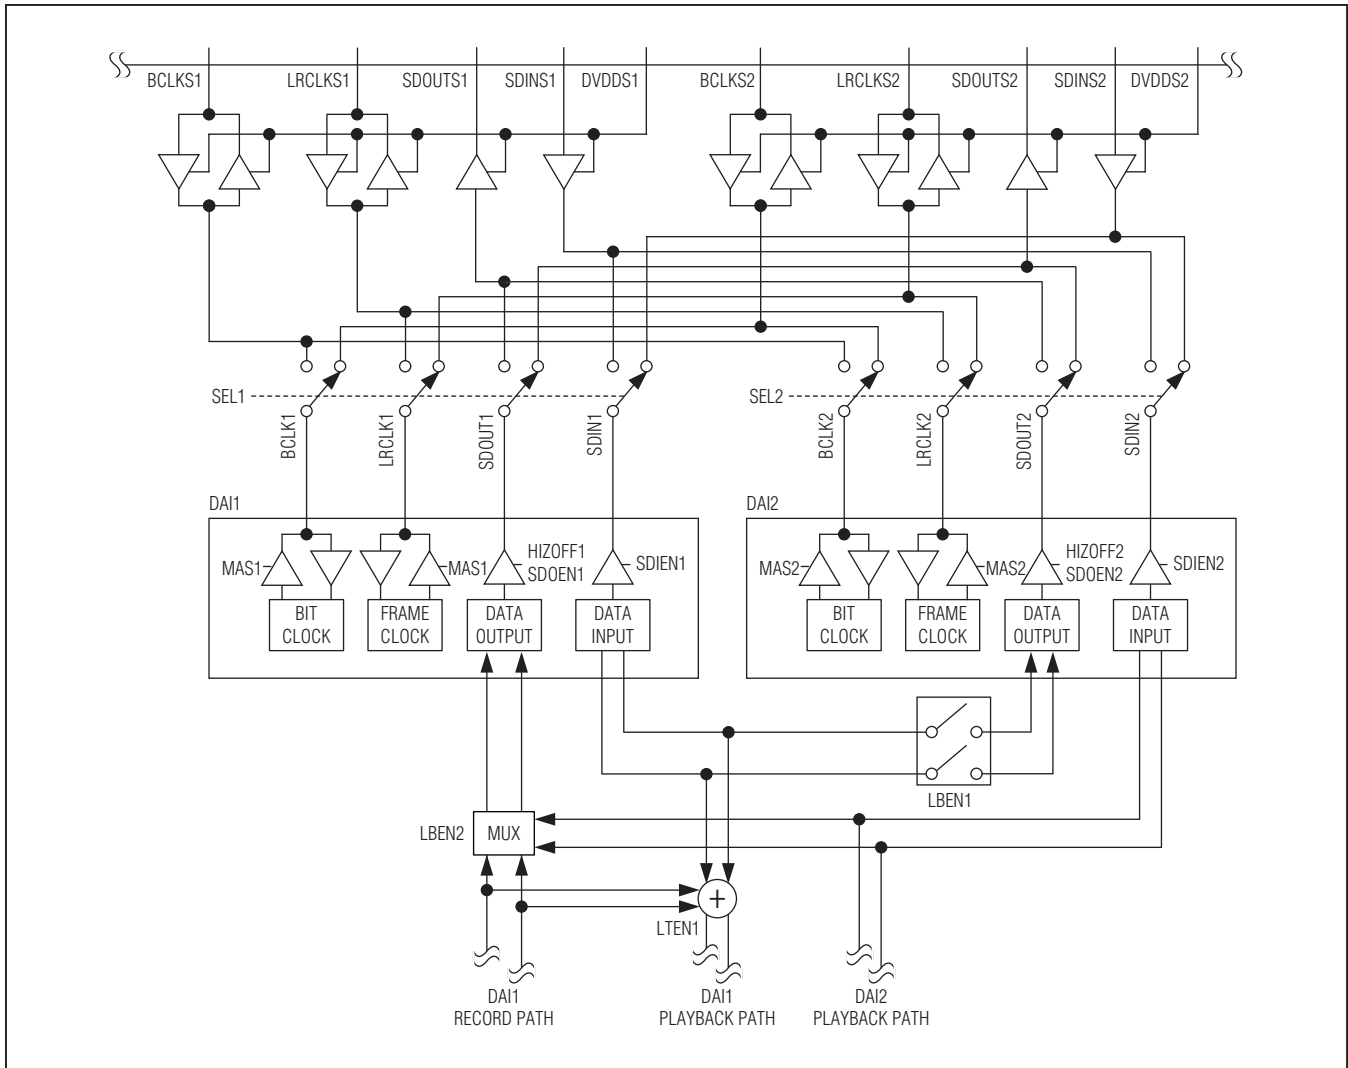 BCLKS1
LRCLKS1
SDOUTS1
SDINS1
DVDDS1
BCLKS2
LRCLKS2
SDOUTS2
SDINS2
DVDDS2
SEL1
SEL2
BCLK1
LRCLK1
SDOUT1
SDIN1
BCLK2
LRCLK2
SDOUT2
SDIN2
DAI1
MAS1
MAS1
HIZOFF1
SDOEN1
SDIEN1
BIT
CLOCK
FRAME
CLOCK
DATA
OUTPUT
DATA
INPUT
DAI2
MAS2
MAS2
HIZOFF2
SDOEN2
SDIEN2
BIT
CLOCK
FRAME
CLOCK
DATA
OUTPUT
DATA
INPUT
LBEN1
LBEN2
MUX
+
LTEN1
DAI1
RECORD PATH
DAI1
PLAYBACK PATH
DAI2
PLAYBACK PATH